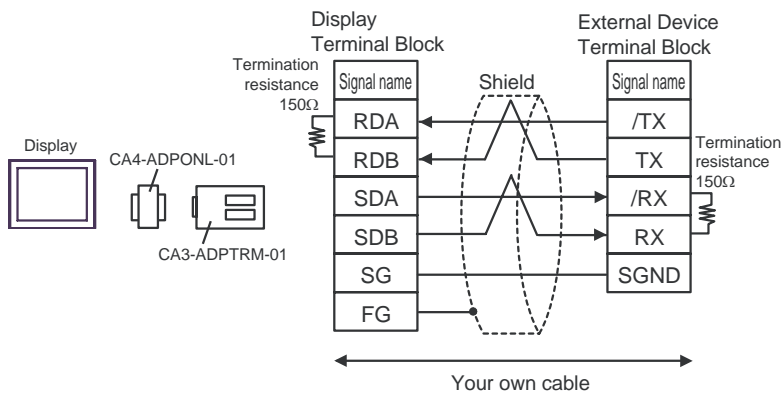 Display
Terminal Block
External Device
Terminal Block
Termination
resistance
150Ω
Signal name
Shield
Signal name
RDA
/TX
RDB
TX
Termination
resistance
150Ω
SDA
/RX
SDB
RX
SG
SGND
FG
Display
CA4-ADPONL-01
CA3-ADPTRM-01
Your own cable